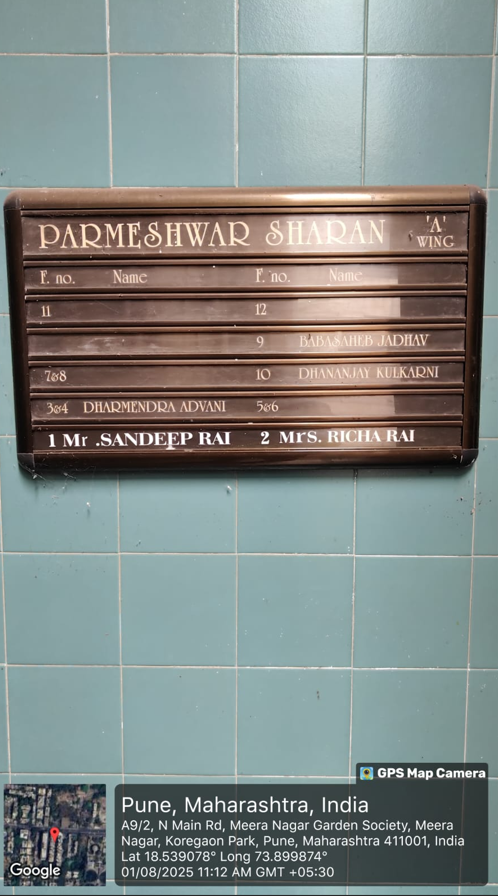 PARMESHWAR SHARAN 'A' WING
F. no. Name F. no. Name
11 12
9 BABASAHEB JADHAV
7&8 10 DHANANJAY KULKARNI
3&4 DHARMENDRA ADVANI 5&6
1 Mr .SANDEEP RAI 2 Mrs. RICHA RAI
GPS Map Camera
Pune, Maharashtra, India
A9/2, N Main Rd, Meera Nagar Garden Society, Meera
Nagar, Koregaon Park, Pune, Maharashtra 411001, India
Lat 18.539078° Long 73.899874°
01/08/2025 11:12 AM GMT +05:30
Google